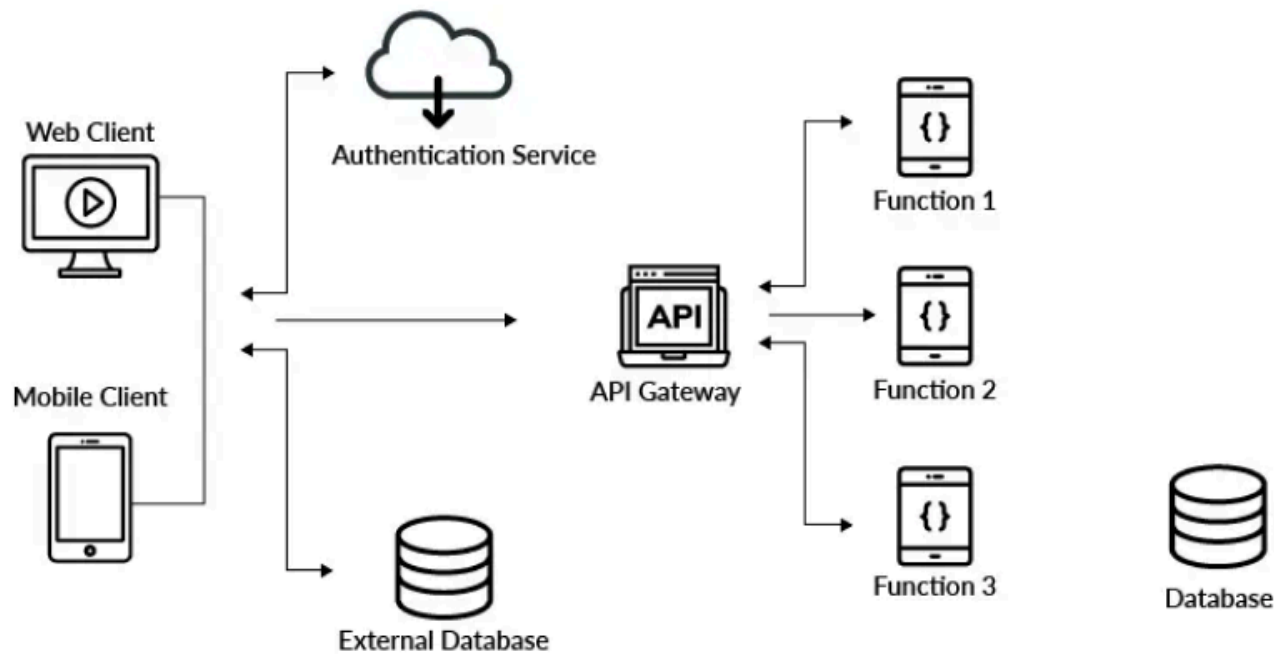 Web Client
Authentication Service
Mobile Client
External Database
API
API Gateway
{}
Function 1
{}
Function 2
{}
Function 3
Database